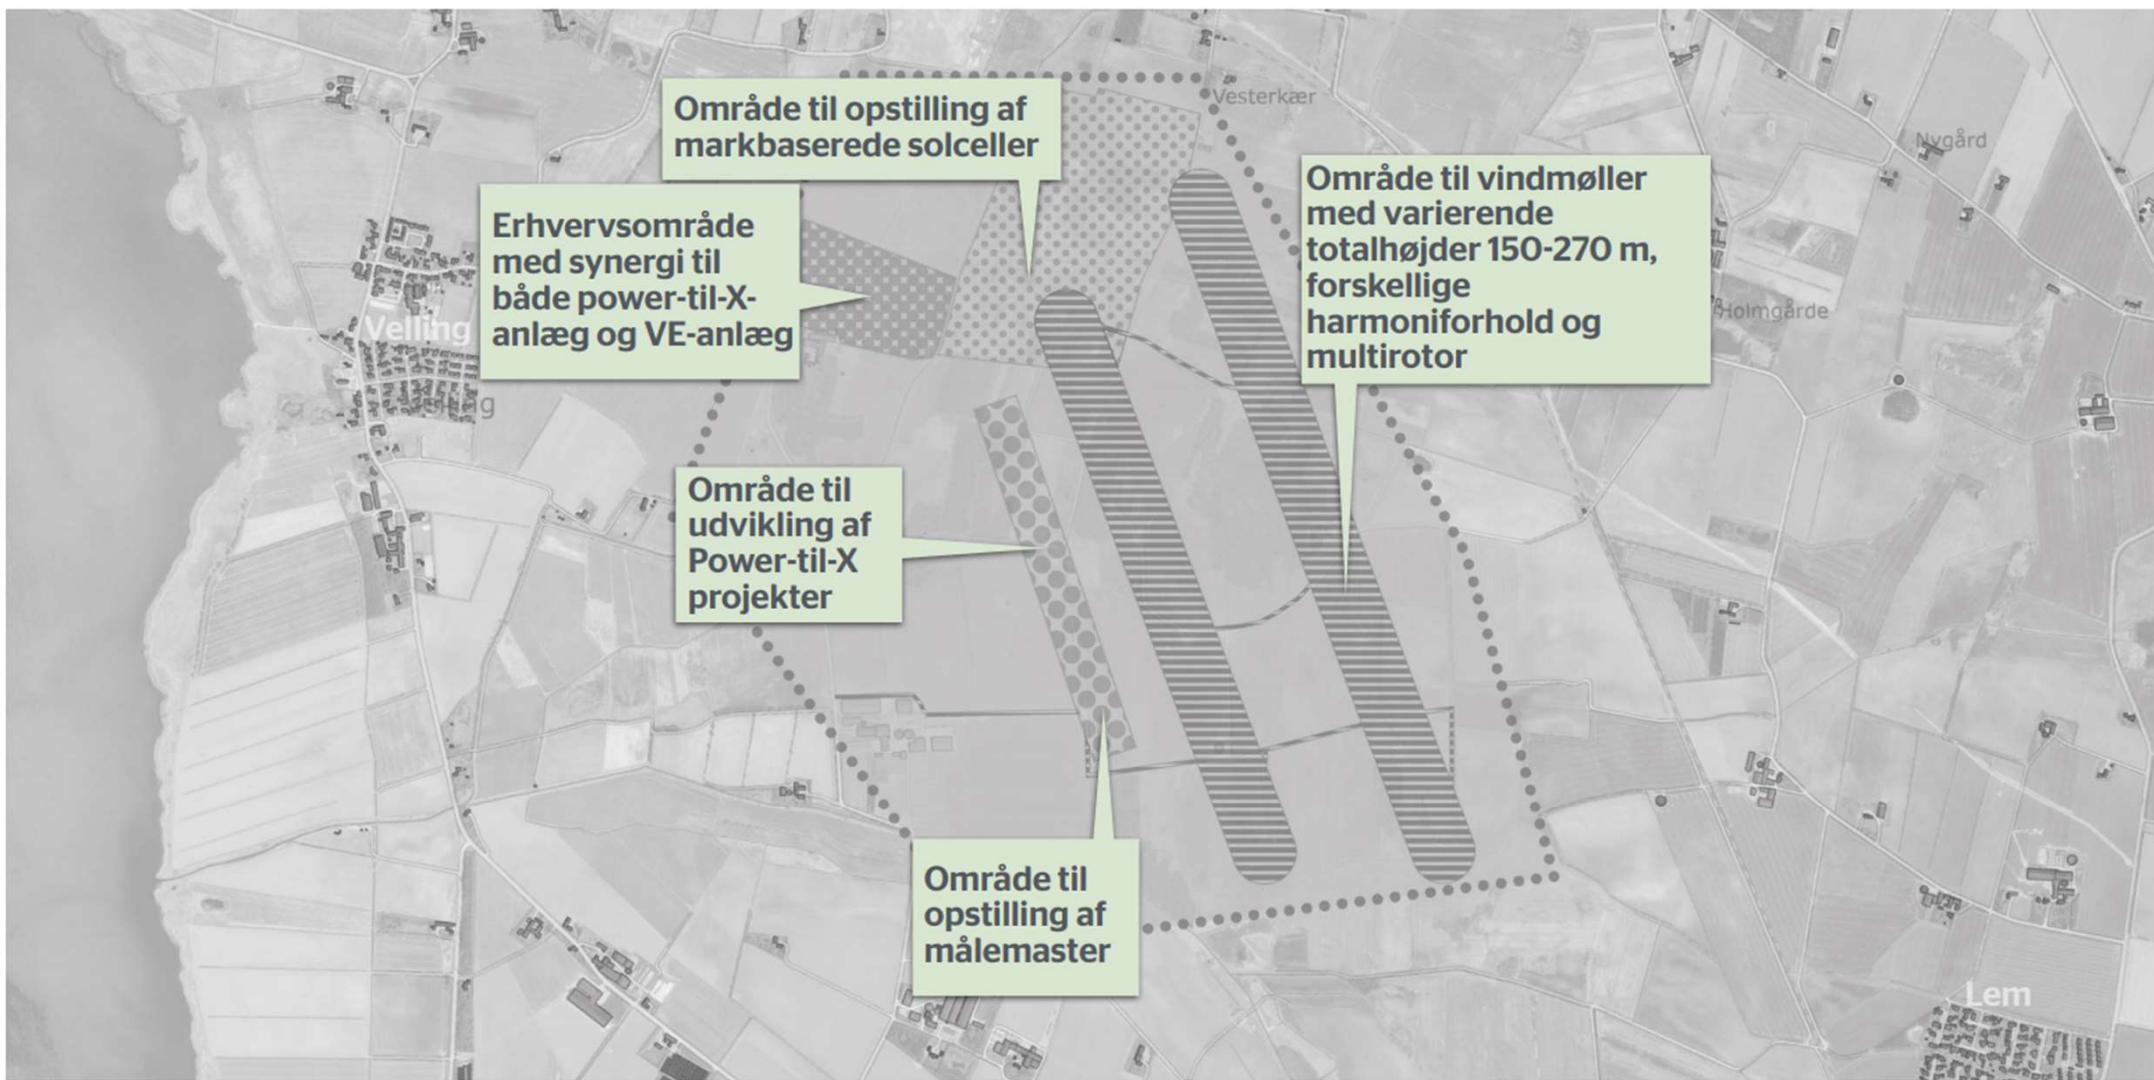 Område til opstilling af
markbaserede solceller
Vesterkær
Nygård
Erhvervsområde
med synergi til
både power-til-X-
anlæg og VE-anlæg
Område til vindmøller
med varierende
totalhøjder 150-270 m,
forskellige
harmoniforhold og
multirotor
Holmgårde
Velling
Område til
udvikling af
Power-til-X
projekter
Område til
opstilling af
målemaster
Lem